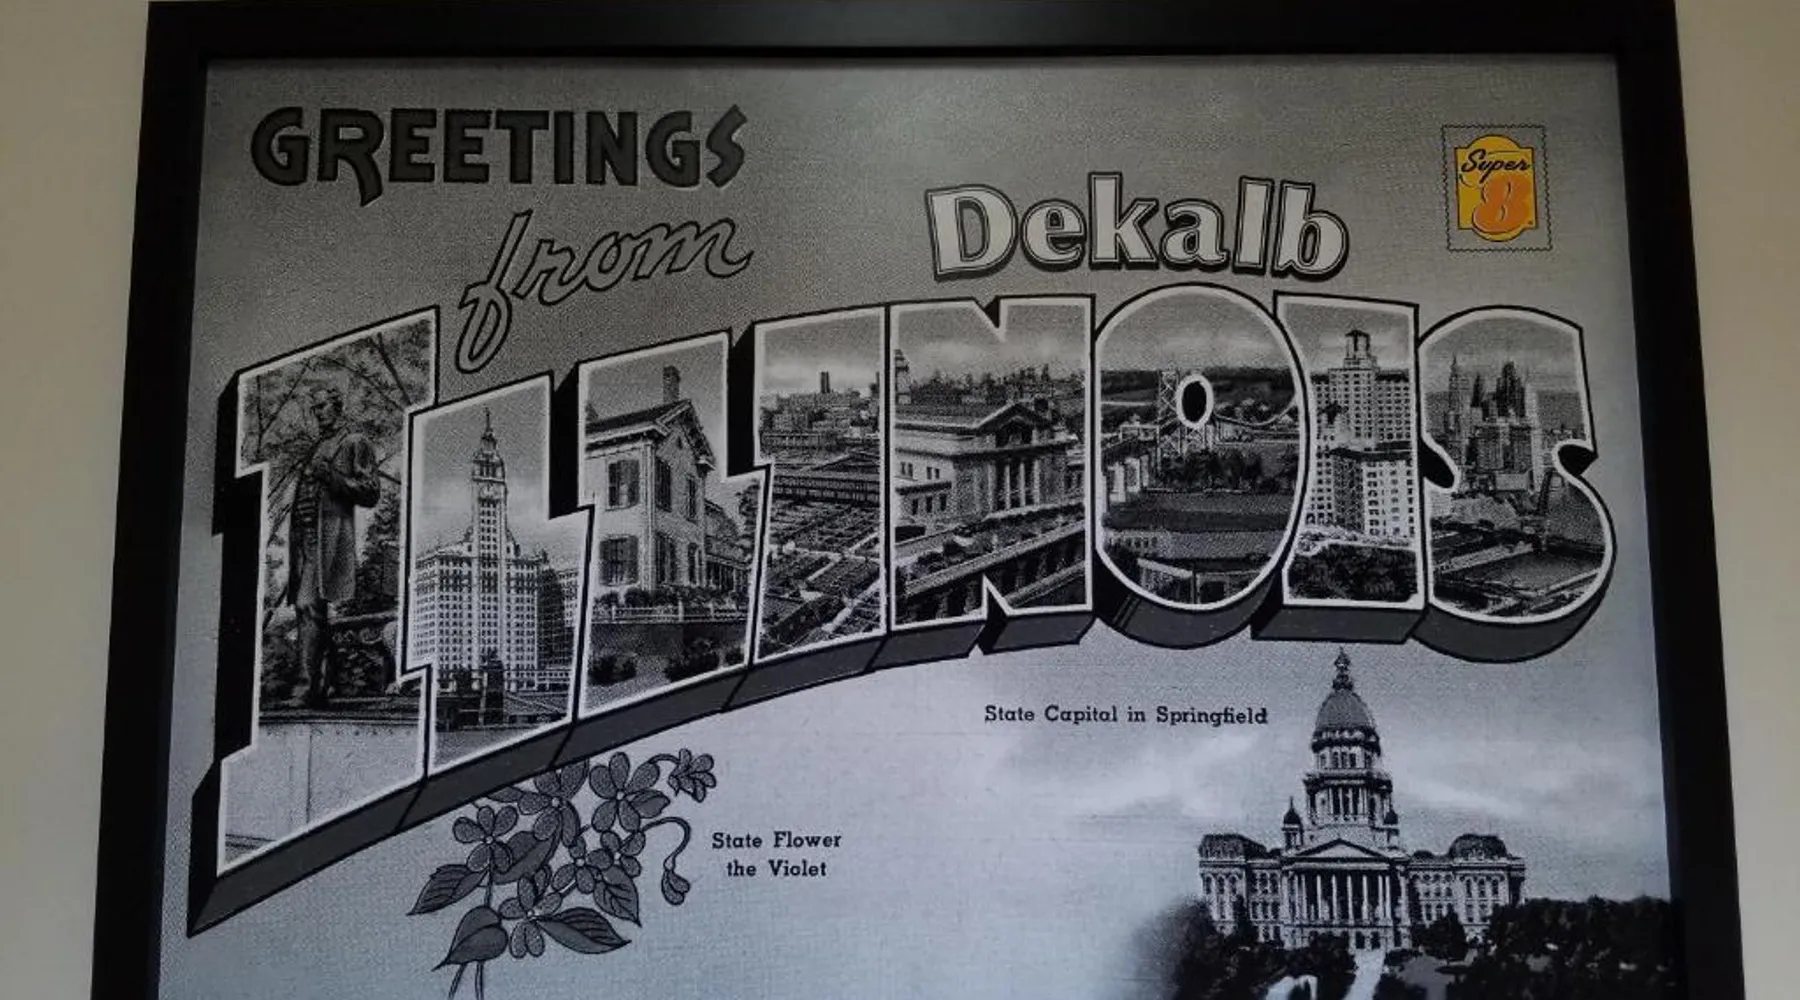 GREETINGS
from
Dekalb
ILLINOIS
Super
8
State Capital in Springfield
State Flower
the Violet